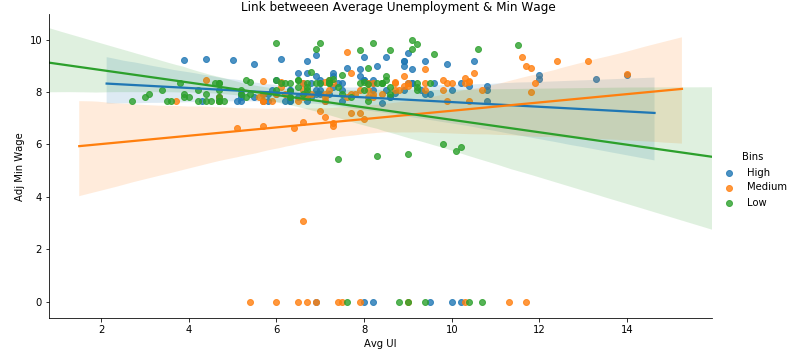 Link betweeen Average Unemployment & Min Wage
10
8
6
4
2
0
Adj Min Wage
2
4
6
8
10
12
14
Avg UI
Bins
High
Medium
Low